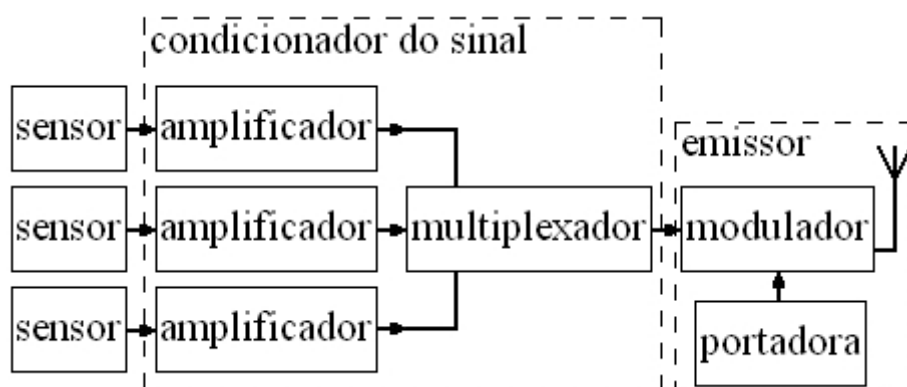 condicionador do sinal
sensor
amplificador
emissor
sensor
amplificador
multiplexador
modulador
sensor
amplificador
portadora